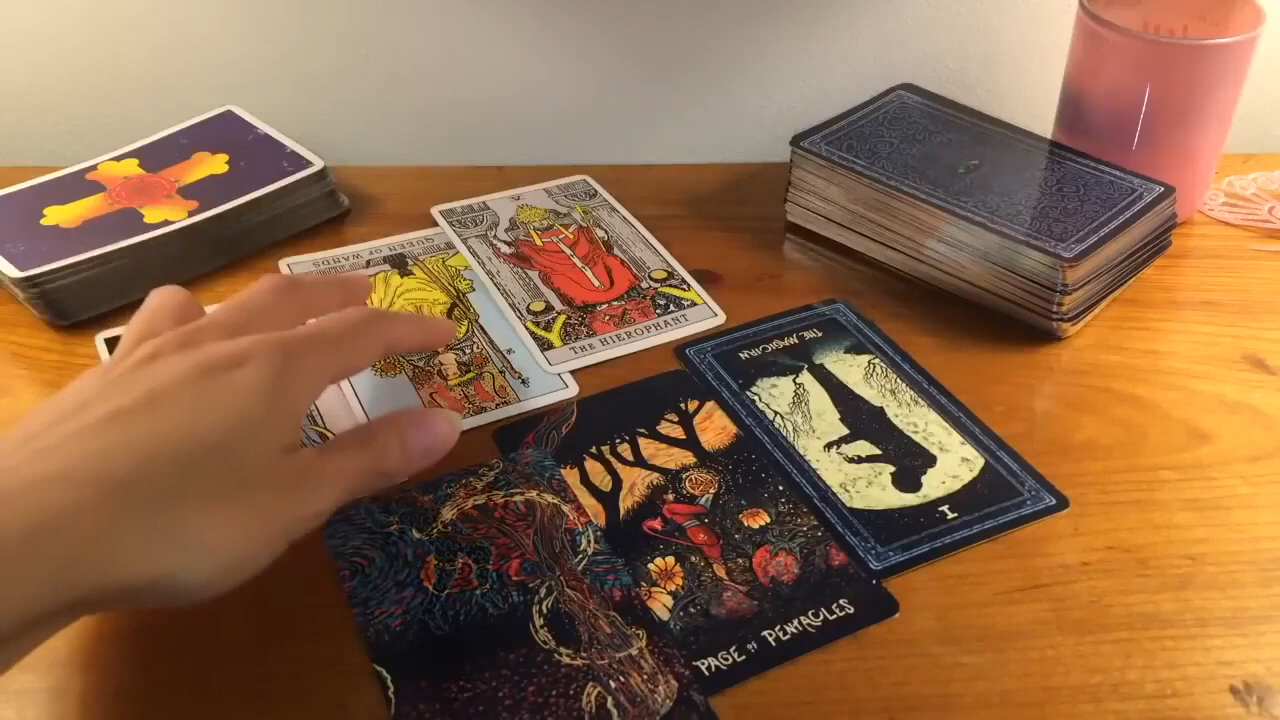 V
THE HIEROPHANT
QUEEN OF WANDS
THE MAGICIAN
I
PAGE OF PENTACLES